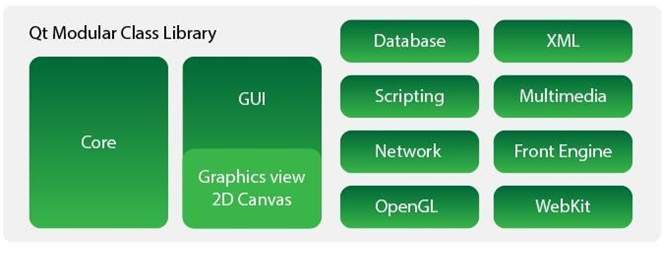 Qt Modular Class Library
Core
GUI
Graphics view
2D Canvas
Database
XML
Scripting
Multimedia
Network
Front Engine
OpenGL
WebKit